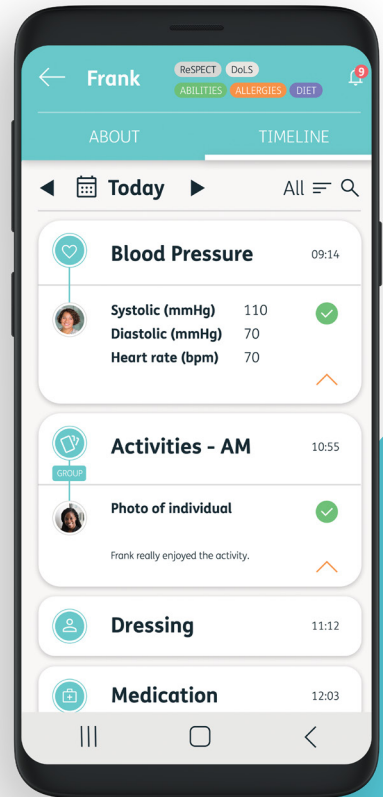 Frank
ReSPECT DoLS
ABILITIES ALLERGIES DIET
9
ABOUT TIMELINE
Today All
Blood Pressure 09:14
Systolic (mmHg) 110
Diastolic (mmHg) 70
Heart rate (bpm) 70
Activities - AM 10:55
GROUP
Photo of individual
Frank really enjoyed the activity.
Dressing 11:12
Medication 12:03